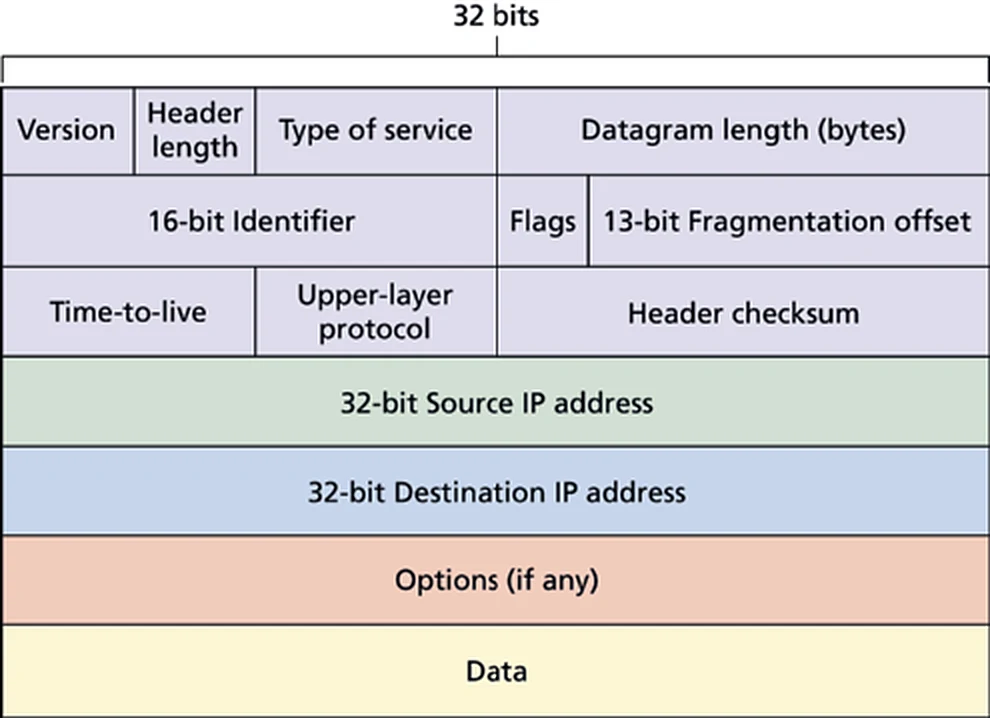 32 bits
Version
Header
length
Type of service
Datagram length (bytes)
16-bit Identifier
Flags
13-bit Fragmentation offset
Time-to-live
Upper-layer
protocol
Header checksum
32-bit Source IP address
32-bit Destination IP address
Options (if any)
Data